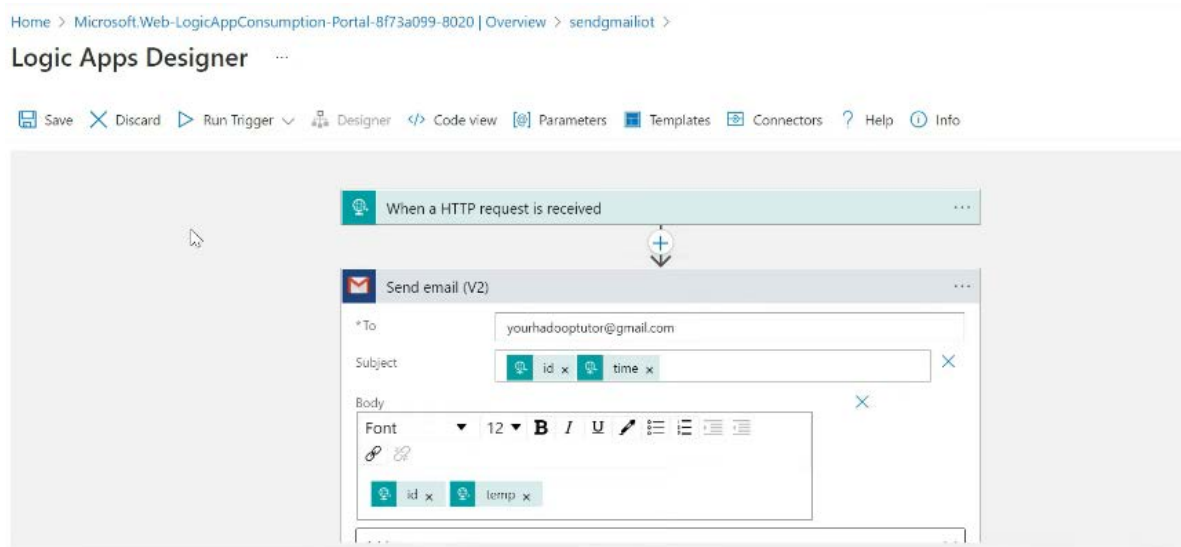 Home > Microsoft.Web-LogicAppConsumption-Portal-8f73a099-8020 | Overview > sendgmailiot >
Logic Apps Designer ...
Save Discard Run Trigger Designer </> Code view [@] Parameters Templates Connectors ? Help Info
When a HTTP request is received ...
Send email (V2) ...
*To yourhadooptutor@gmail.com
Subject id × time ×
Body
Font 12 B I U
id × temp ×